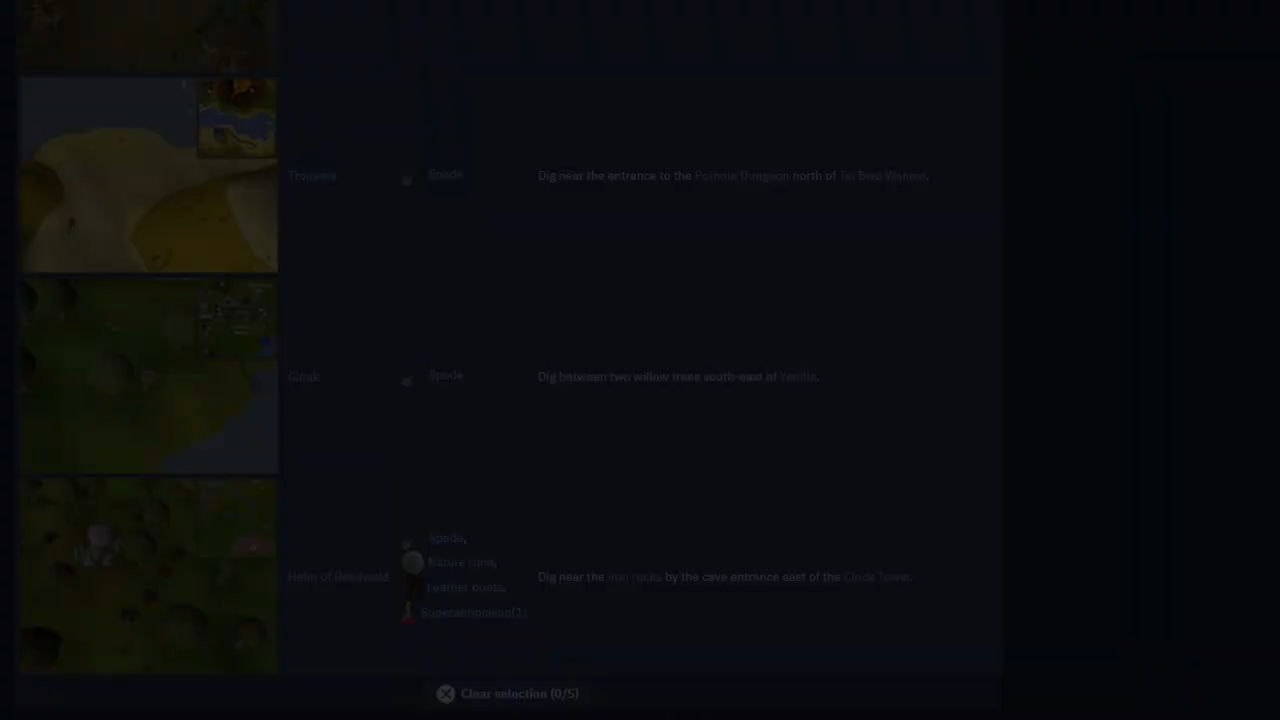 Trousers
Spade
Dig near the entrance to the Pothole Dungeon north of Tai Bwo Wannai.
Cloak
Spade
Dig between two willow trees south-east of Yanille.
Helm of Raedwald
Spade,
Nature rune,
Leather boots,
Superantipoison(1)
Dig near the iron rocks by the cave entrance east of the Clock Tower.
Clear selection (0/5)